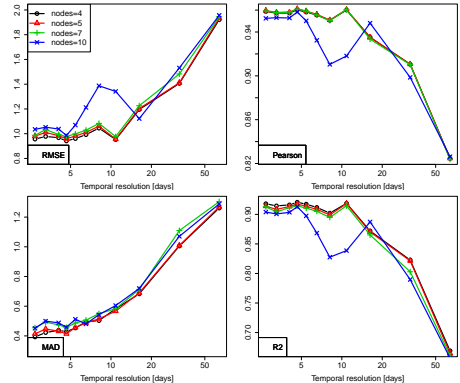 2.0
1.8
1.6
1.4
1.2
1.0
0.8
nodes=4
nodes=5
nodes=7
nodes=10
RMSE
5 10 20 50
Temporal resolution [days]
0.96
0.90
0.86
0.82
Pearson
5 10 20 50
Temporal resolution [days]
1.2
1.0
0.8
0.6
0.4
MAD
5 10 20 50
Temporal resolution [days]
0.90
0.85
0.80
0.75
0.70
R2
5 10 20 50
Temporal resolution [days]